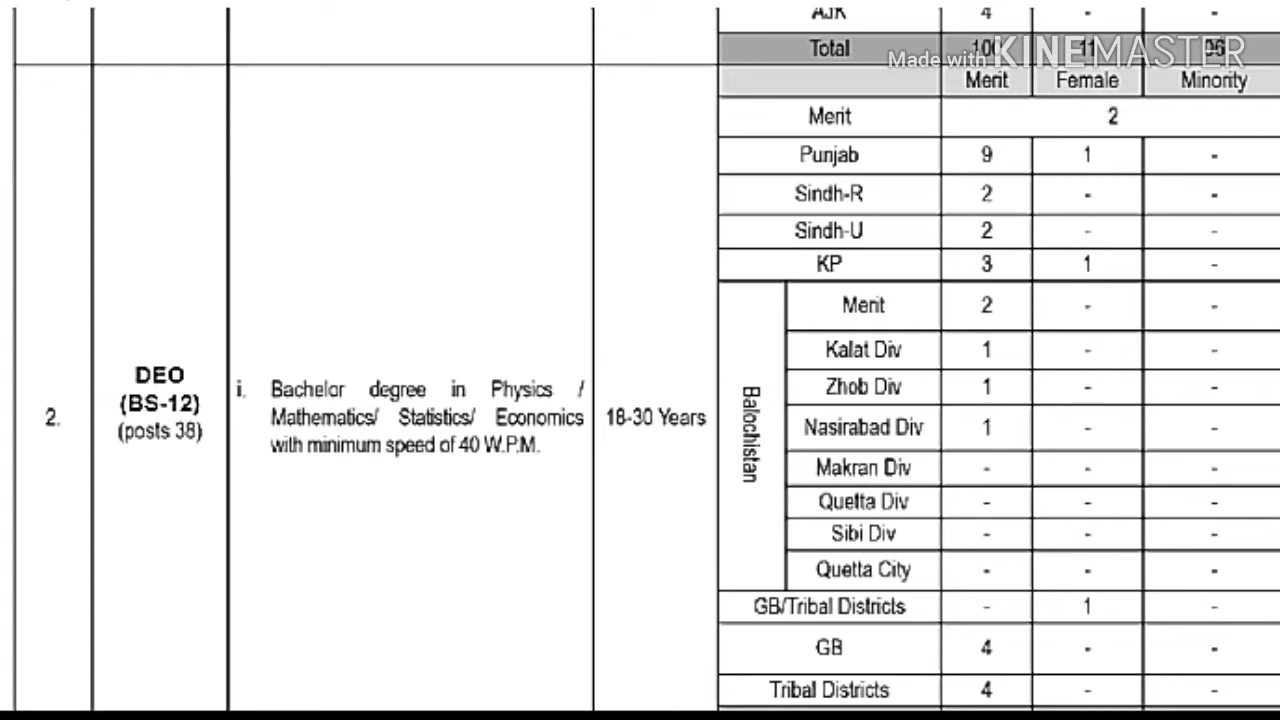 AJK 4 - -
Total 100 11 06
Made with KINEMASTER
Merit Female Minority
Merit 2
Punjab 9 1 -
Sindh-R 2 - -
Sindh-U 2 - -
KP 3 1 -
Balochistan
Merit 2 - -
Kalat Div 1 - -
Zhob Div 1 - -
Nasirabad Div 1 - -
Makran Div - - -
Quetta Div - - -
Sibi Div - - -
Quetta City - - -
GB/Tribal Districts - 1 -
GB 4 - -
Tribal Districts 4 - -
2.
DEO
(BS-12)
(posts 38)
i. Bachelor degree in Physics /
Mathematics/ Statistics/ Economics
with minimum speed of 40 W.P.M.
18-30 Years